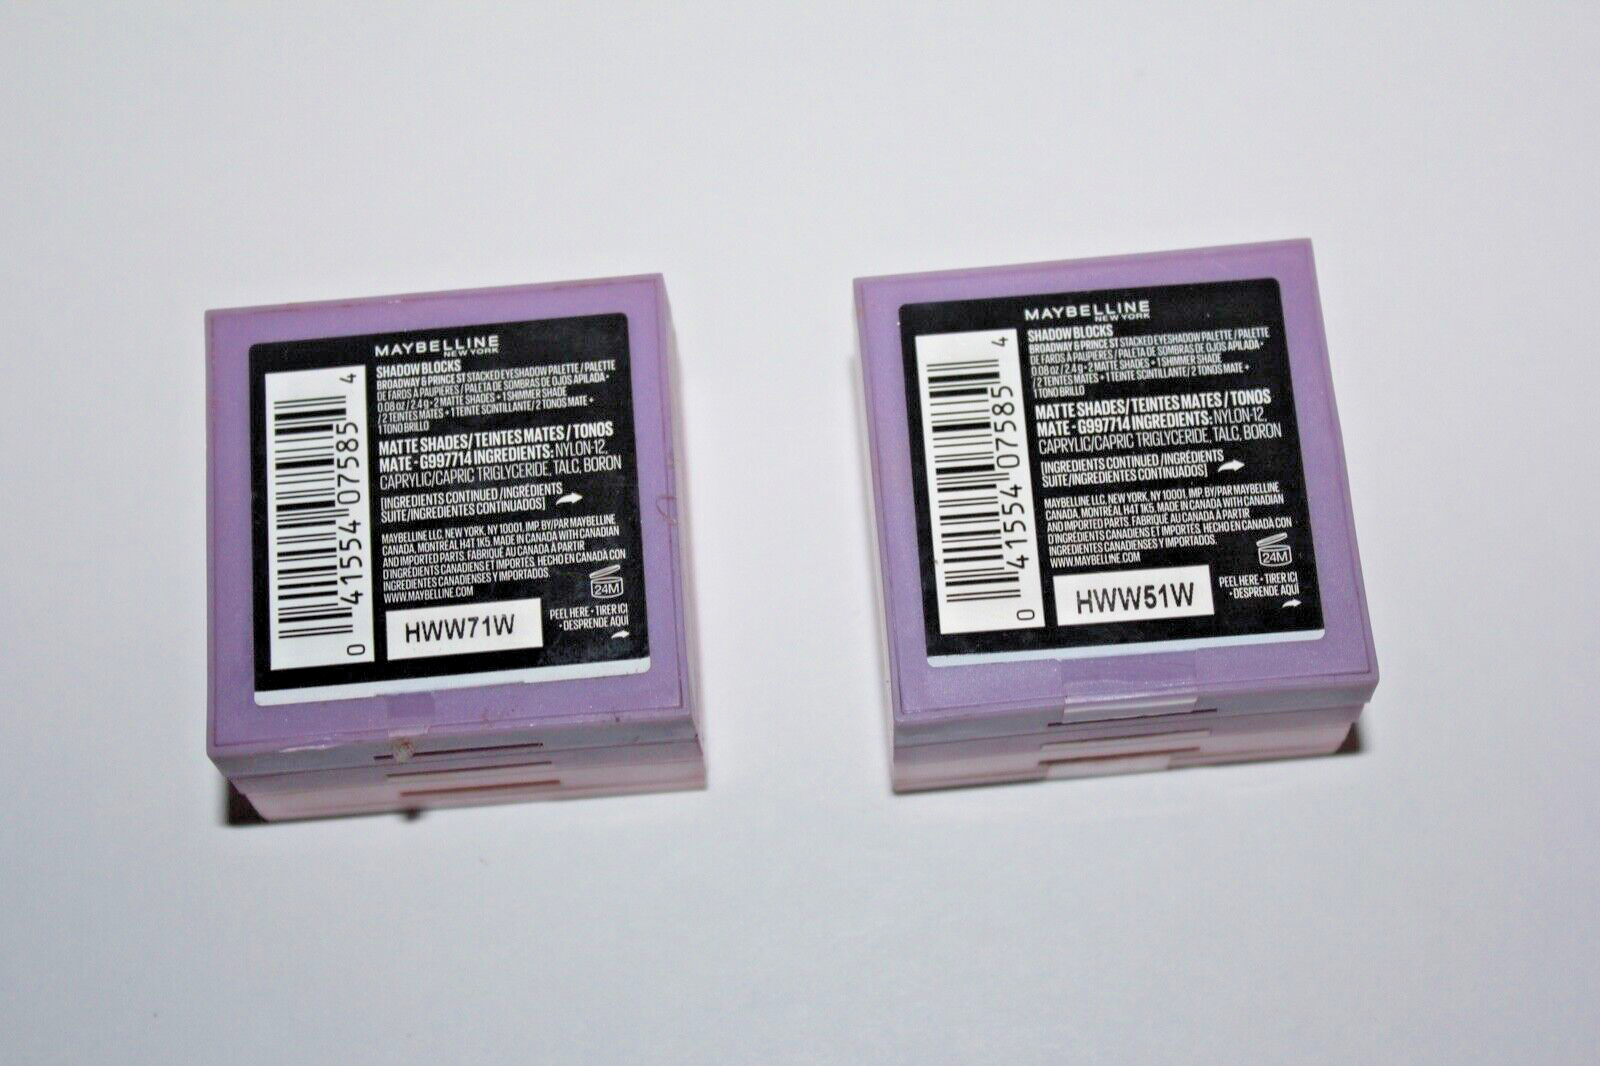 MAYBELLINE
NEW YORK
SHADOW BLOCKS
BROADWAY & PRINCE ST STACKED EYESHADOW PALETTE / PALETTE
DE FARDS À PAUPIÈRES / PALETA DE SOMBRAS DE OJOS APILADA •
0.08 oz / 2.4 g • 2 MATTE SHADES + 1 SHIMMER SHADE
/ 2 TEINTES MATES + 1 TEINTE SCINTILLANTE / 2 TONOS MATE +
1 TONO BRILLO
MATTE SHADES / TEINTES MATES / TONOS
MATE - G997714 INGREDIENTS: NYLON-12,
CAPRYLIC/CAPRIC TRIGLYCERIDE, TALC, BORON
[INGREDIENTS CONTINUED / INGRÉDIENTS
SUITE / INGREDIENTES CONTINUADOS]
MAYBELLINE LLC, NEW YORK, NY 10001, IMP. BY/PAR MAYBELLINE
CANADA, MONTRÉAL H4T 1K5. MADE IN CANADA WITH CANADIAN
AND IMPORTED PARTS. FABRIQUÉ AU CANADA À PARTIR
D'INGRÉDIENTS CANADIENS ET IMPORTÉS. HECHO EN CANADÁ CON
INGREDIENTES CANADIENSES Y IMPORTADOS.
WWW.MAYBELLINE.COM
24M
PEEL HERE • TIRER ICI
• DESPRENDE AQUÍ
HWW71W
0 41554 07585 4
MAYBELLINE
NEW YORK
SHADOW BLOCKS
BROADWAY & PRINCE ST STACKED EYESHADOW PALETTE / PALETTE
DE FARDS À PAUPIÈRES / PALETA DE SOMBRAS DE OJOS APILADA •
0.08 oz / 2.4 g • 2 MATTE SHADES + 1 SHIMMER SHADE
/ 2 TEINTES MATES + 1 TEINTE SCINTILLANTE / 2 TONOS MATE +
1 TONO BRILLO
MATTE SHADES / TEINTES MATES / TONOS
MATE - G997714 INGREDIENTS: NYLON-12,
CAPRYLIC/CAPRIC TRIGLYCERIDE, TALC, BORON
[INGREDIENTS CONTINUED / INGRÉDIENTS
SUITE / INGREDIENTES CONTINUADOS]
MAYBELLINE LLC, NEW YORK, NY 10001, IMP. BY/PAR MAYBELLINE
CANADA, MONTRÉAL H4T 1K5. MADE IN CANADA WITH CANADIAN
AND IMPORTED PARTS. FABRIQUÉ AU CANADA À PARTIR
D'INGRÉDIENTS CANADIENS ET IMPORTÉS. HECHO EN CANADÁ CON
INGREDIENTES CANADIENSES Y IMPORTADOS.
WWW.MAYBELLINE.COM
24M
PEEL HERE • TIRER ICI
• DESPRENDE AQUÍ
HWW51W
0 41554 07585 4